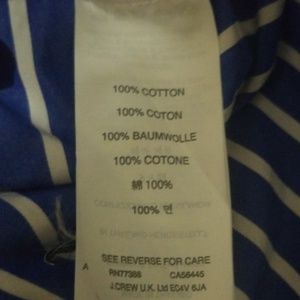 100% COTTON
100% COTON
100% BAUMWOLLE
100% COTONE
綿 100%
100% 면
SEE REVERSE FOR CARE
A
RN77388 CA56445
J.CREW U.K. Ltd EC4V 6JA